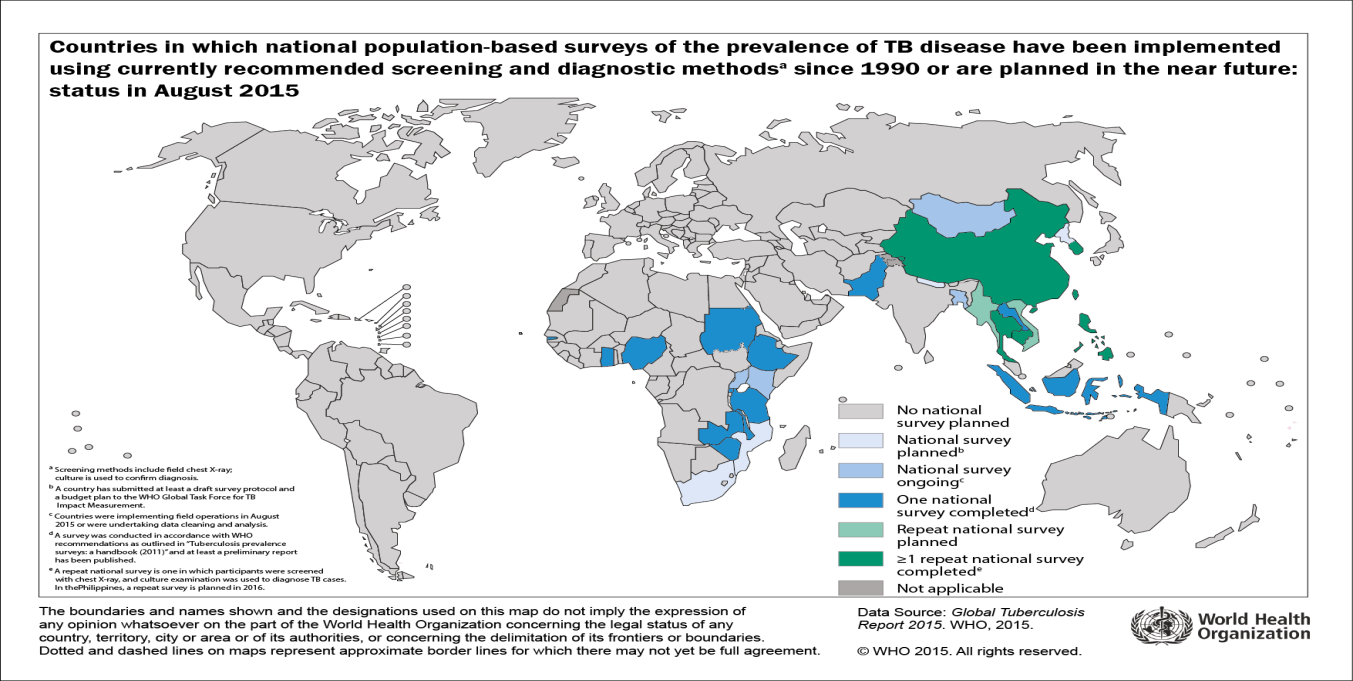 Countries in which national population-based surveys of the prevalence of TB disease have been implemented
using currently recommended screening and diagnostic methodsᵃ since 1990 or are planned in the near future:
status in August 2015
No national
survey planned
National survey
plannedᵇ
National survey
ongoingᶜ
One national
survey completedᵈ
Repeat national survey
planned
≥1 repeat national survey
completedᵉ
Not applicable
ᵃ Screening methods include field chest X-ray;
culture is used to confirm diagnosis.
ᵇ A country has submitted at least a draft survey protocol and
a budget plan to the WHO Global Task Force for TB
Impact Measurement.
ᶜ Countries were implementing field operations in August
2015 or were undertaking data cleaning and analysis.
ᵈ A survey was conducted in accordance with WHO
recommendations as outlined in "Tuberculosis prevalence
surveys: a handbook (2011)" and at least a preliminary report
has been published.
ᵉ A repeat national survey is one in which participants were screened
with chest X-ray, and culture examination was used to diagnose TB cases.
In thePhilippines, a repeat survey is planned in 2016.
The boundaries and names shown and the designations used on this map do not imply the expression of
any opinion whatsoever on the part of the World Health Organization concerning the legal status of any
country, territory, city or area or of its authorities, or concerning the delimitation of its frontiers or boundaries.
Dotted and dashed lines on maps represent approximate border lines for which there may not yet be full agreement.
Data Source: Global Tuberculosis
Report 2015. WHO, 2015.
© WHO 2015. All rights reserved.
World Health
Organization